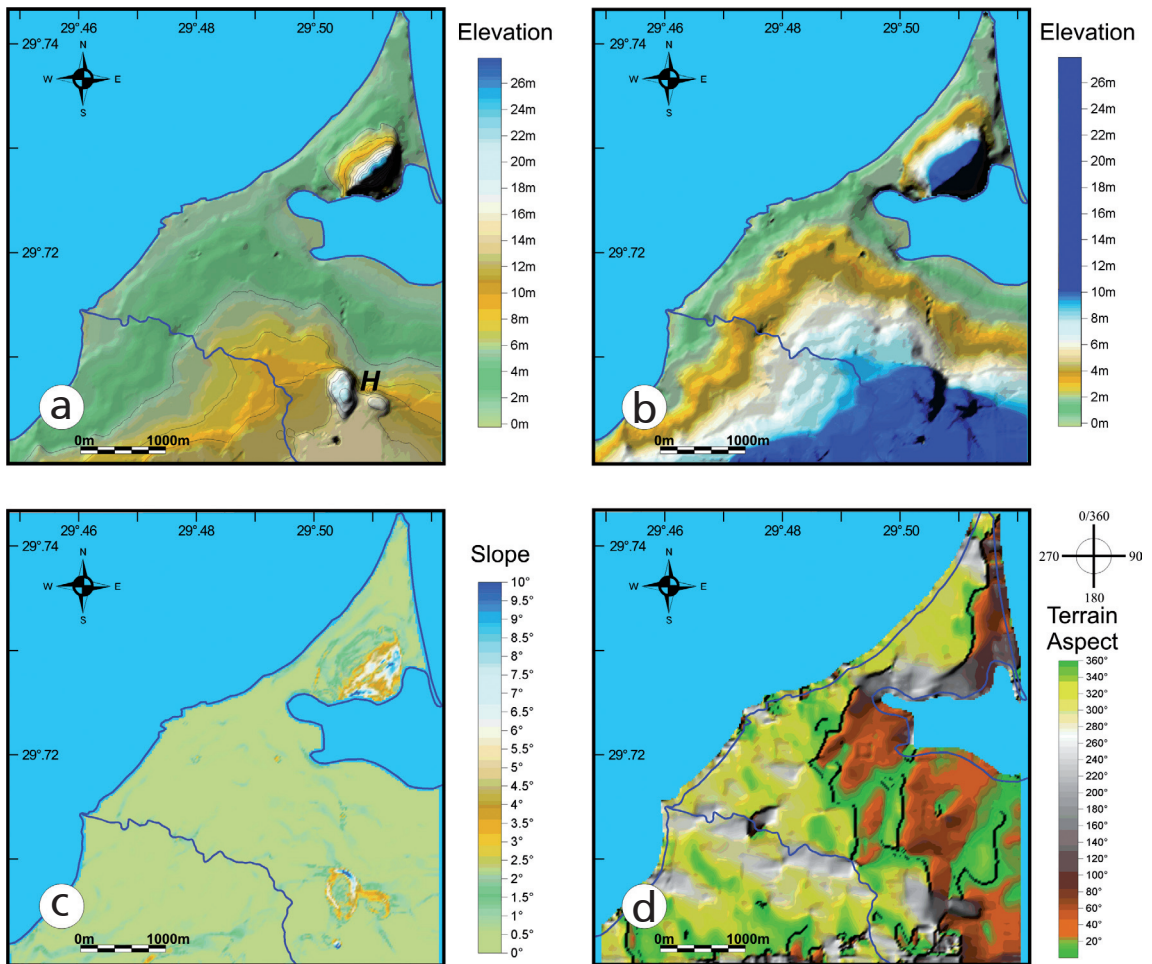 29°.46 29°.48 29°.50
29°.74
29°.72
N
W E
S
H
a
0m 1000m
Elevation
26m
24m
22m
20m
18m
16m
14m
12m
10m
8m
6m
4m
2m
0m
29°.46 29°.48 29°.50
29°.74
29°.72
N
W E
S
b
0m 1000m
Elevation
26m
24m
22m
20m
18m
16m
14m
12m
10m
8m
6m
4m
2m
0m
29°.46 29°.48 29°.50
29°.74
29°.72
N
W E
S
c
0m 1000m
Slope
10°
9.5°
9°
8.5°
8°
7.5°
7°
6.5°
6°
5.5°
5°
4.5°
4°
3.5°
3°
2.5°
2°
1.5°
1°
0.5°
0°
29°.46 29°.48 29°.50
29°.74
29°.72
N
W E
S
d
0m 1000m
0/360
270 90
180
Terrain
Aspect
360°
340°
320°
300°
280°
260°
240°
220°
200°
180°
160°
140°
120°
100°
80°
60°
40°
20°